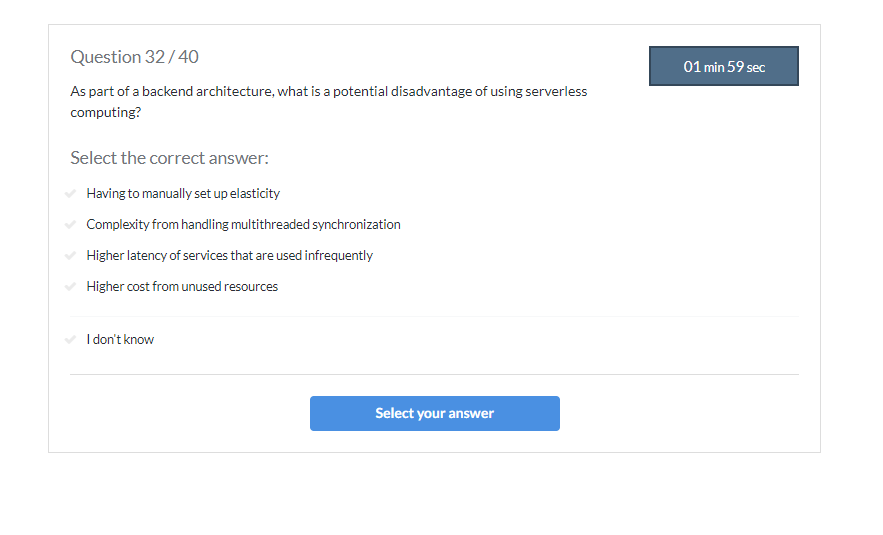 Question 32 / 40
01 min 59 sec
As part of a backend architecture, what is a potential disadvantage of using serverless
computing?
Select the correct answer:
Having to manually set up elasticity
Complexity from handling multithreaded synchronization
Higher latency of services that are used infrequently
Higher cost from unused resources
I don't know
Select your answer